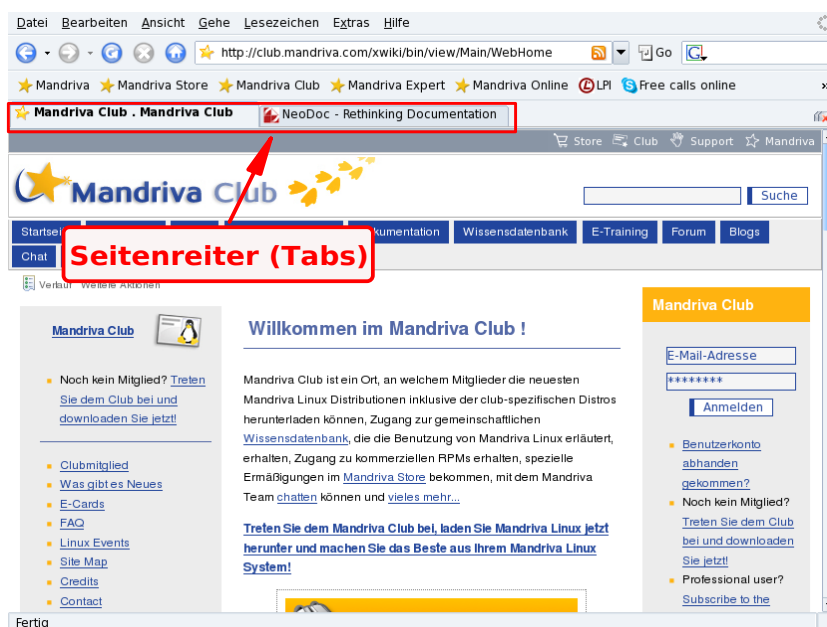 Datei Bearbeiten Ansicht Gehe Lesezeichen Extras Hilfe
http://club.mandriva.com/xwiki/bin/view/Main/WebHome Go
Mandriva Mandriva Store Mandriva Club Mandriva Expert Mandriva Online LPI Free calls online »
Mandriva Club . Mandriva Club NeoDoc - Rethinking Documentation
Store Club Support Mandriva
Mandriva Club
Suche
Wissensdatenbank E-Training Forum Blogs
Chat
Seitenreiter (Tabs)
Verlauf Weitere Aktionen
Mandriva Club
Noch kein Mitglied? Treten
Sie dem Club bei und
downloaden Sie jetzt!
Clubmitglied
Was gibt es Neues
E-Cards
FAQ
Linux Events
Site Map
Credits
Contact
Willkommen im Mandriva Club !
Mandriva Club ist ein Ort, an welchem Mitglieder die neuesten
Mandriva Linux Distributionen inklusive der club-spezifischen Distros
herunterladen können, Zugang zur gemeinschaftlichen
Wissensdatenbank, die die Benutzung von Mandriva Linux erläutert,
erhalten, Zugang zu kommerziellen RPMs erhalten, spezielle
Ermäßigungen im Mandriva Store bekommen, mit dem Mandriva
Team chatten können und vieles mehr...
Treten Sie dem Mandriva Club bei, laden Sie Mandriva Linux jetzt
herunter und machen Sie das Beste aus Ihrem Mandriva Linux
System!
Mandriva Club
E-Mail-Adresse
********
Anmelden
Benutzerkonto
abhanden
gekommen?
Noch kein Mitglied?
Treten Sie dem Club
bei und downloaden
Sie jetzt!
Professional user?
Subscribe to the
Fertig